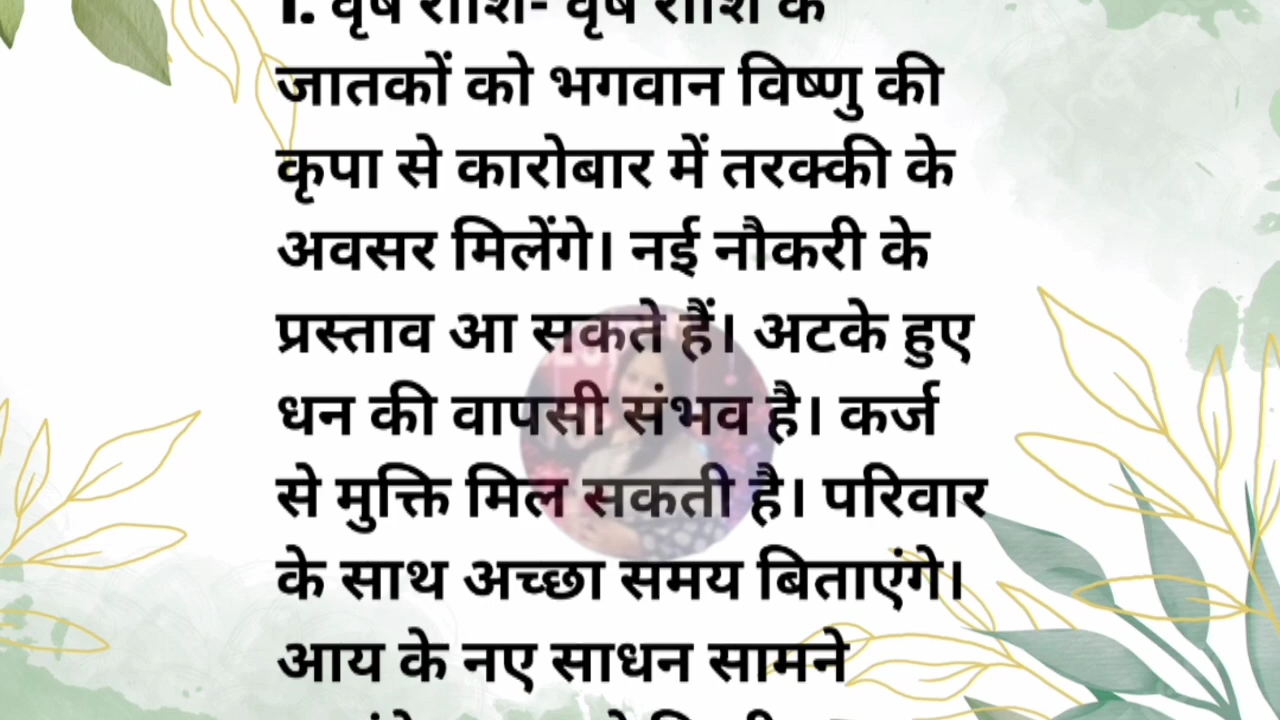 1. वृष राशि- वृष राशि के
जातकों को भगवान विष्णु की
कृपा से कारोबार में तरक्की के
अवसर मिलेंगे। नई नौकरी के
प्रस्ताव आ सकते हैं। अटके हुए
धन की वापसी संभव है। कर्ज
से मुक्ति मिल सकती है। परिवार
के साथ अच्छा समय बिताएंगे।
आय के नए साधन सामने